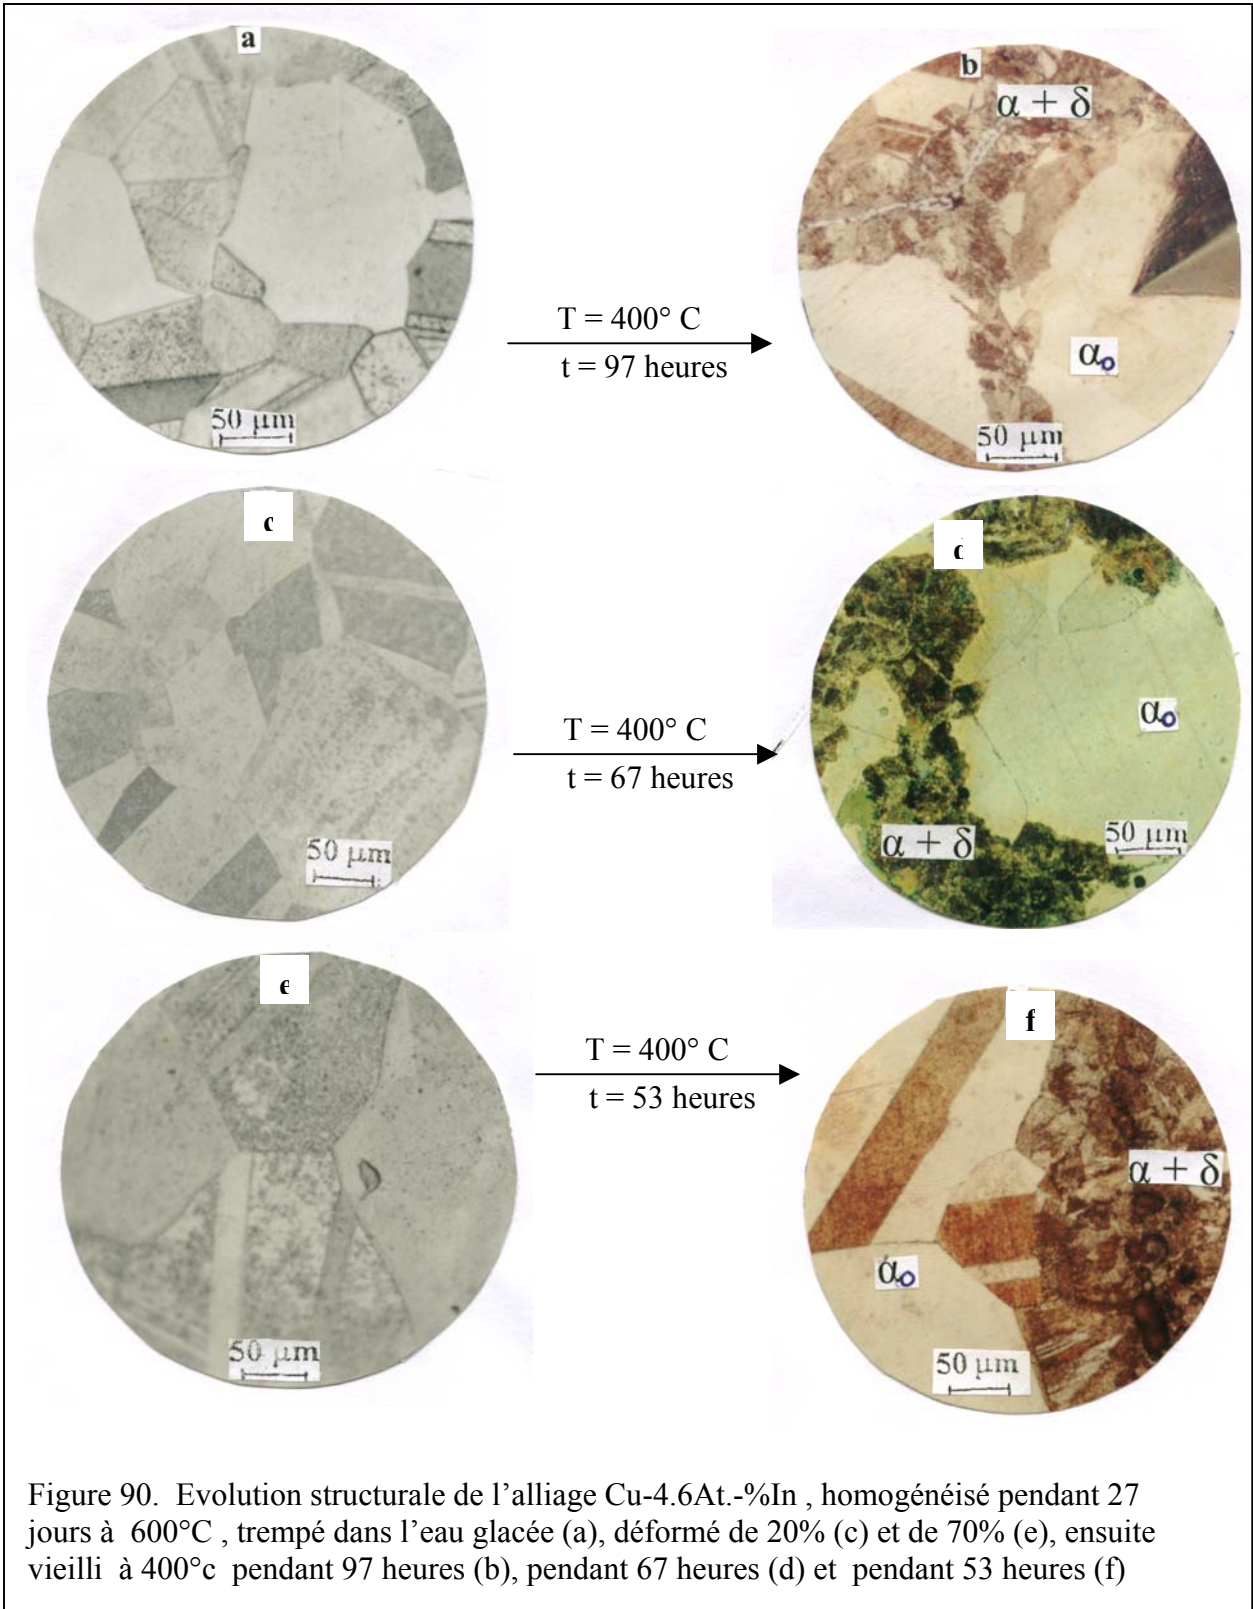 a
b
α + δ
T = 400° C
t = 97 heures
α₀
50 µm
50 µm
c
d
T = 400° C
t = 67 heures
α₀
50 µm
α + δ
50 µm
e
f
T = 400° C
t = 53 heures
α + δ
α₀
50 µm
50 µm
Figure 90. Evolution structurale de l’alliage Cu-4.6At.-%In , homogénéisé pendant 27
jours à 600°C , trempé dans l’eau glacée (a), déformé de 20% (c) et de 70% (e), ensuite
vieilli à 400°c pendant 97 heures (b), pendant 67 heures (d) et pendant 53 heures (f)